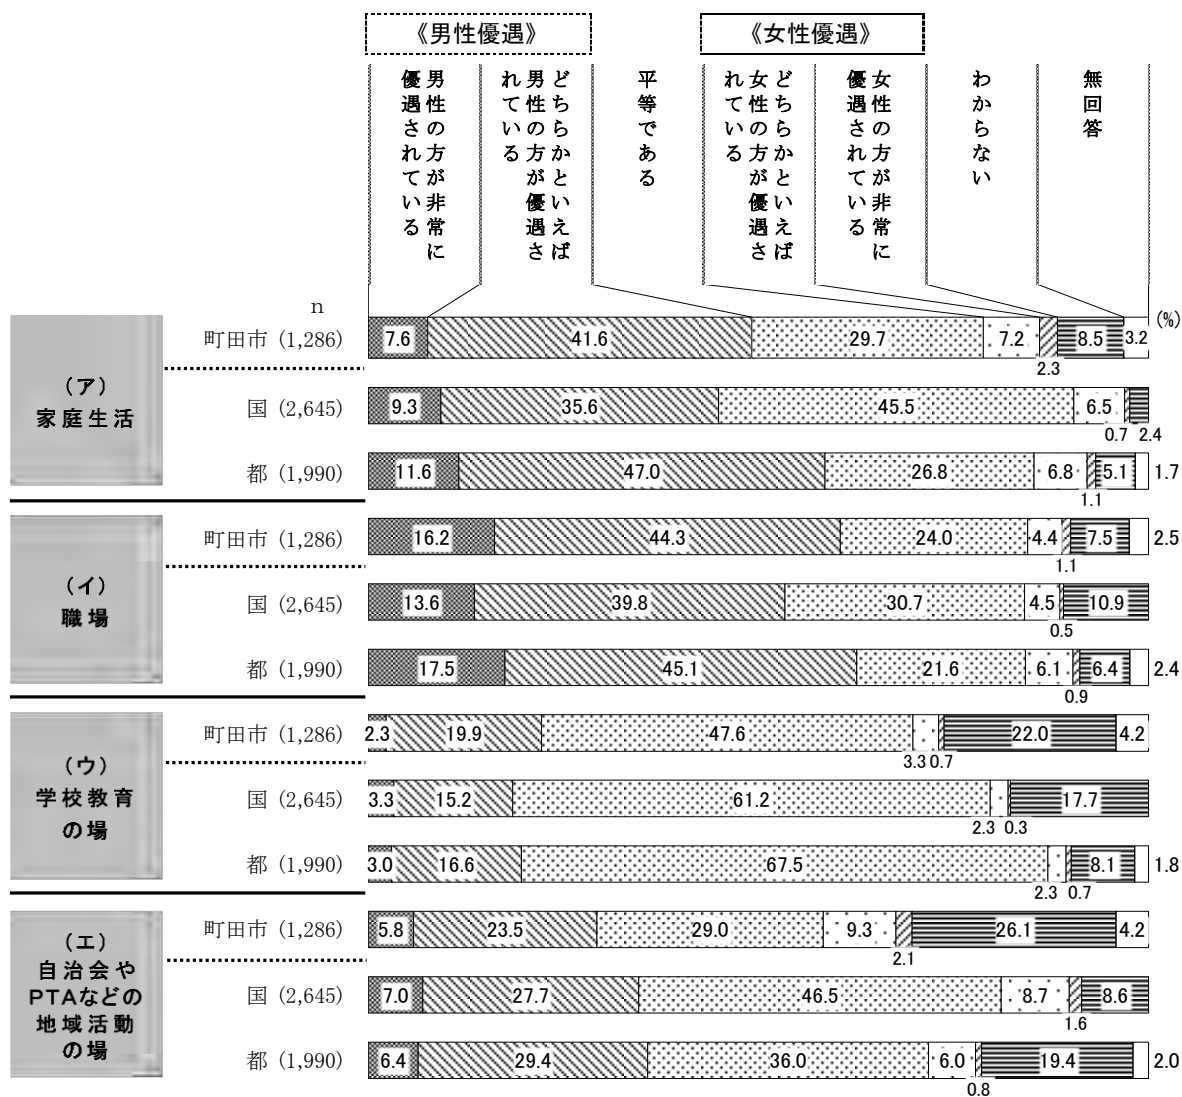 《男性優遇》
《女性優遇》
男性の方が非常に
優遇されている
どちらかといえば
男性の方が優遇さ
れている
平等である
どちらかといえば
女性の方が優遇さ
れている
女性の方が非常に
優遇されている
わからない
無回答
n
(%)
(ア)
家庭生活
町田市 (1,286)
7.6 41.6 29.7 7.2 8.5 3.2
2.3
国 (2,645)
9.3 35.6 45.5 6.5
0.7 2.4
都 (1,990)
11.6 47.0 26.8 6.8 5.1 1.7
1.1
(イ)
職場
町田市 (1,286)
16.2 44.3 24.0 4.4 7.5 2.5
1.1
国 (2,645)
13.6 39.8 30.7 4.5 10.9
0.5
都 (1,990)
17.5 45.1 21.6 6.1 6.4 2.4
0.9
(ウ)
学校教育
の場
町田市 (1,286)
2.3 19.9 47.6 22.0 4.2
3.3 0.7
国 (2,645)
3.3 15.2 61.2 17.7
2.3 0.3
都 (1,990)
3.0 16.6 67.5 8.1 1.8
2.3 0.7
(エ)
自治会や
PTAなどの
地域活動
の場
町田市 (1,286)
5.8 23.5 29.0 9.3 26.1 4.2
2.1
国 (2,645)
7.0 27.7 46.5 8.7 8.6
1.6
都 (1,990)
6.4 29.4 36.0 6.0 19.4 2.0
0.8